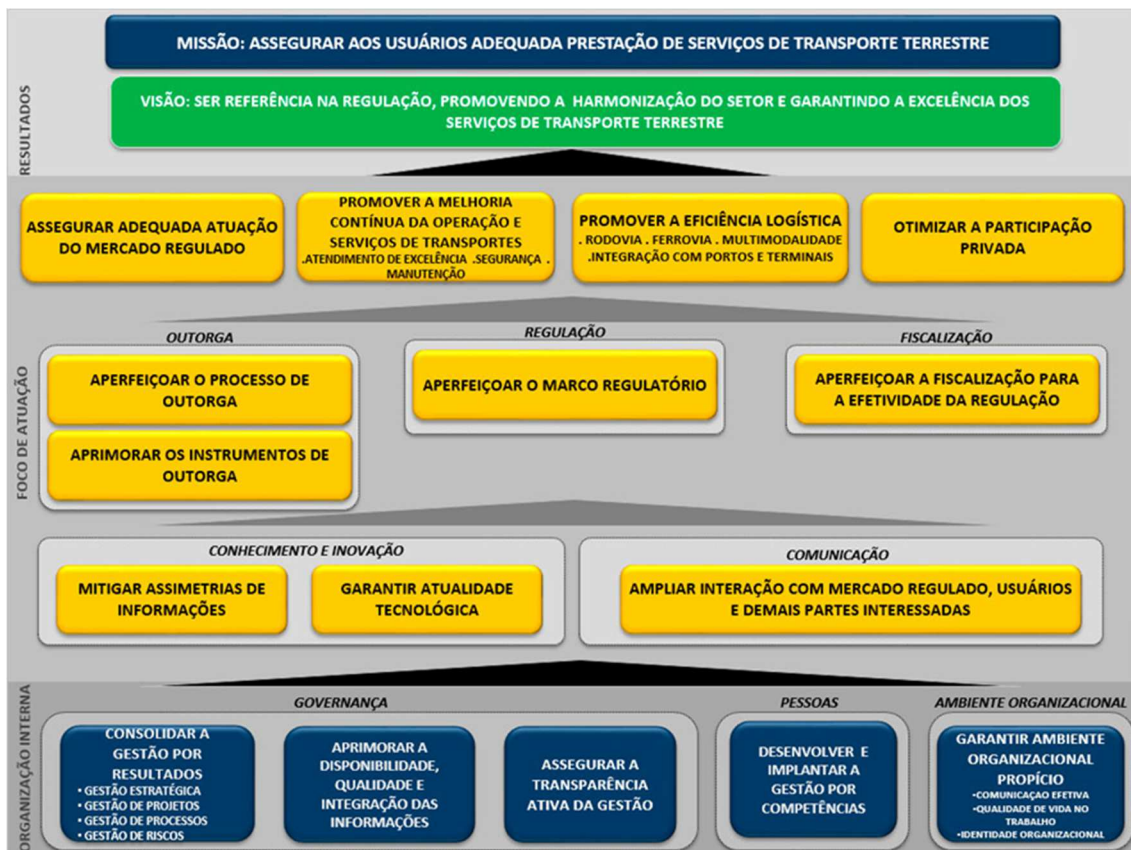 MISSÃO: ASSEGURAR AOS USUÁRIOS ADEQUADA PRESTAÇÃO DE SERVIÇOS DE TRANSPORTE TERRESTRE
VISÃO: SER REFERÊNCIA NA REGULAÇÃO, PROMOVENDO A HARMONIZAÇÂO DO SETOR E GARANTINDO A EXCELÊNCIA DOS
SERVIÇOS DE TRANSPORTE TERRESTRE
RESULTADOS
ASSEGURAR ADEQUADA ATUAÇÃO
DO MERCADO REGULADO
PROMOVER A MELHORIA
CONTÍNUA DA OPERAÇÃO E
SERVIÇOS DE TRANSPORTES
.ATENDIMENTO DE EXCELÊNCIA .SEGURANÇA .
MANUTENÇÃO
PROMOVER A EFICIÊNCIA LOGÍSTICA
. RODOVIA . FERROVIA . MULTIMODALIDADE
.INTEGRAÇÃO COM PORTOS E TERMINAIS
OTIMIZAR A PARTICIPAÇÃO
PRIVADA
FOCO DE ATUAÇÃO
OUTORGA
APERFEIÇOAR O PROCESSO DE
OUTORGA
APRIMORAR OS INSTRUMENTOS DE
OUTORGA
REGULAÇÃO
APERFEIÇOAR O MARCO REGULATÓRIO
FISCALIZAÇÃO
APERFEIÇOAR A FISCALIZAÇÃO PARA
A EFETIVIDADE DA REGULAÇÃO
CONHECIMENTO E INOVAÇÃO
MITIGAR ASSIMETRIAS DE
INFORMAÇÕES
GARANTIR ATUALIDADE
TECNOLÓGICA
COMUNICAÇÃO
AMPLIAR INTERAÇÃO COM MERCADO REGULADO, USUÁRIOS
E DEMAIS PARTES INTERESSADAS
ORGANIZAÇÃO INTERNA
GOVERNANÇA
CONSOLIDAR A
GESTÃO POR
RESULTADOS
• GESTÃO ESTRATÉGICA
• GESTÃO DE PROJETOS
• GESTÃO DE PROCESSOS
• GESTÃO DE RISCOS
APRIMORAR A
DISPONIBILIDADE,
QUALIDADE E
INTEGRAÇÃO DAS
INFORMAÇÕES
ASSEGURAR A
TRANSPARÊNCIA
ATIVA DA GESTÃO
PESSOAS
DESENVOLVER E
IMPLANTAR A
GESTÃO POR
COMPETÊNCIAS
AMBIENTE ORGANIZACIONAL
GARANTIR AMBIENTE
ORGANIZACIONAL
PROPÍCIO
•COMUNICAÇAO EFETIVA
•QUALIDADE DE VIDA NO
TRABALHO
•IDENTIDADE ORGANIZACIONAL